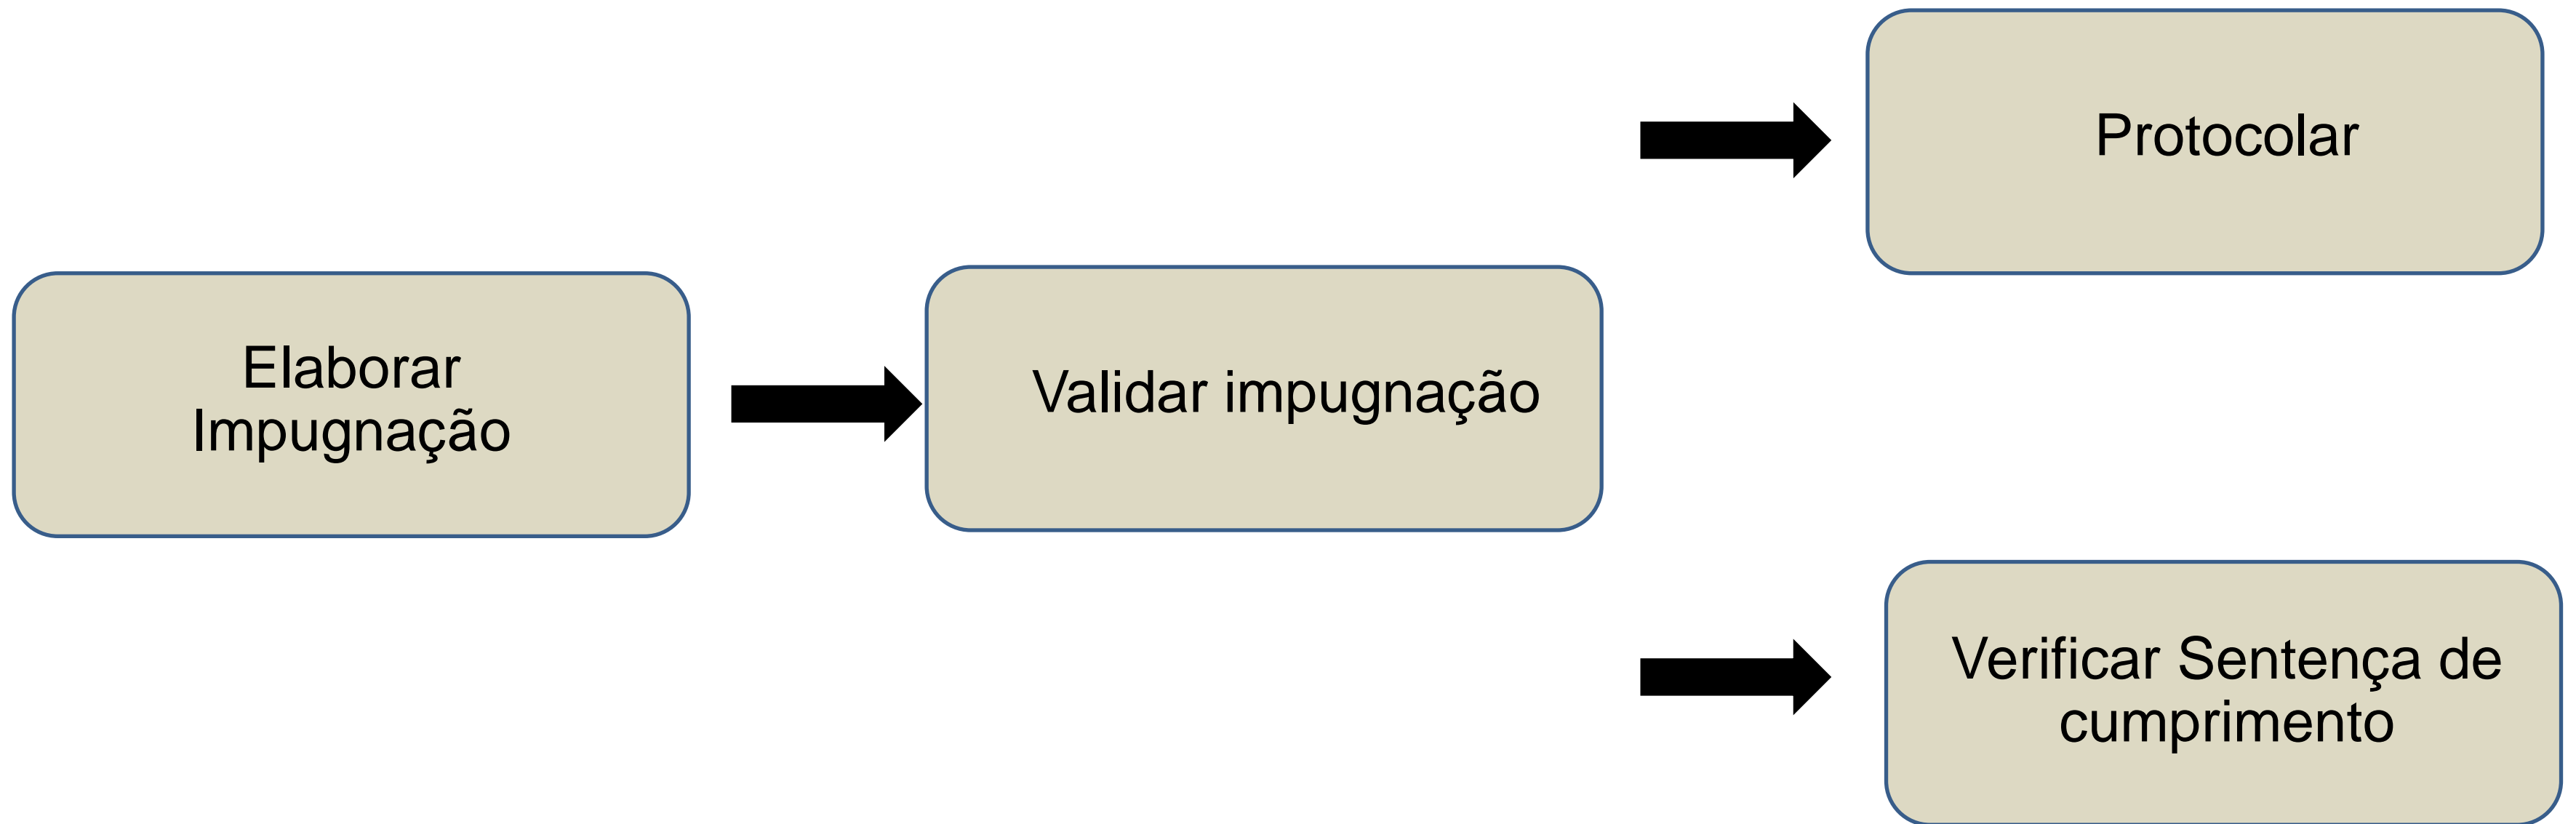 Protocolar
Elaborar
Impugnação
Validar impugnação
Verificar Sentença de
cumprimento